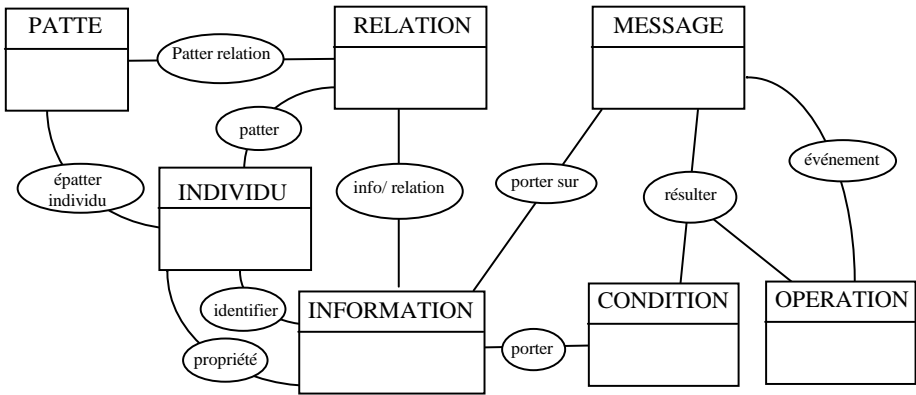 PATTE
RELATION
MESSAGE
Patter relation
patter
événement
épatter
individu
INDIVIDU
info/ relation
porter sur
résulter
identifier
INFORMATION
CONDITION
OPERATION
propriété
porter